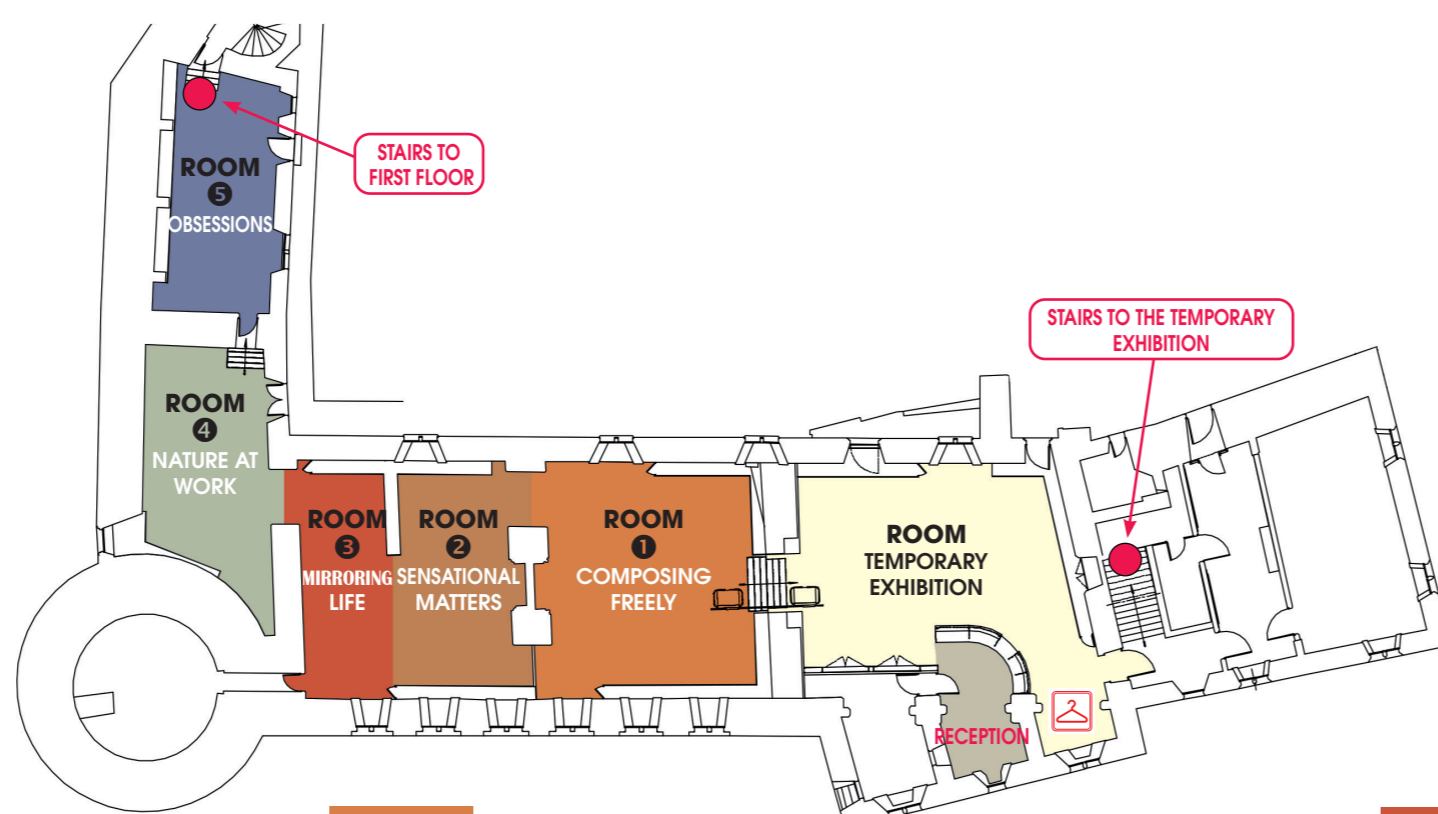 STAIRS TO
FIRST FLOOR
ROOM
5
OBSESSIONS
STAIRS TO THE TEMPORARY
EXHIBITION
ROOM
4
NATURE AT
WORK
ROOM
3
MIRRORING
LIFE
ROOM
2
SENSATIONAL
MATTERS
ROOM
1
COMPOSING
FREELY
ROOM
TEMPORARY
EXHIBITION
RECEPTION